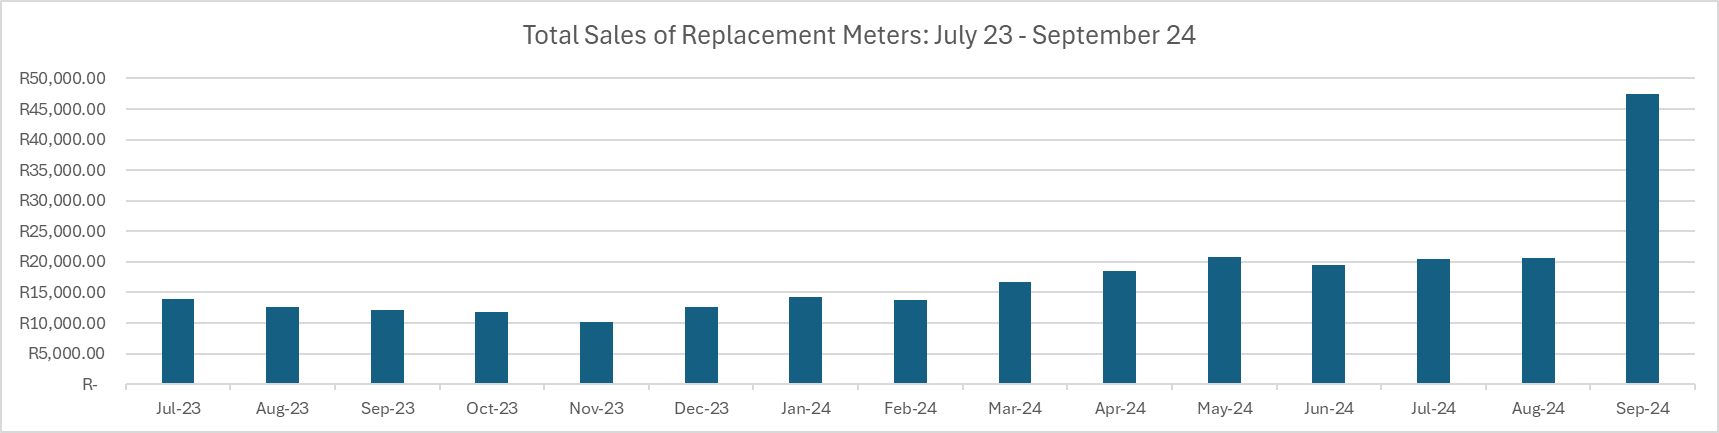 Total Sales of Replacement Meters: July 23 - September 24
R50,000.00
R45,000.00
R40,000.00
R35,000.00
R30,000.00
R25,000.00
R20,000.00
R15,000.00
R10,000.00
R5,000.00
R-
Jul-23 Aug-23 Sep-23 Oct-23 Nov-23 Dec-23 Jan-24 Feb-24 Mar-24 Apr-24 May-24 Jun-24 Jul-24 Aug-24 Sep-24